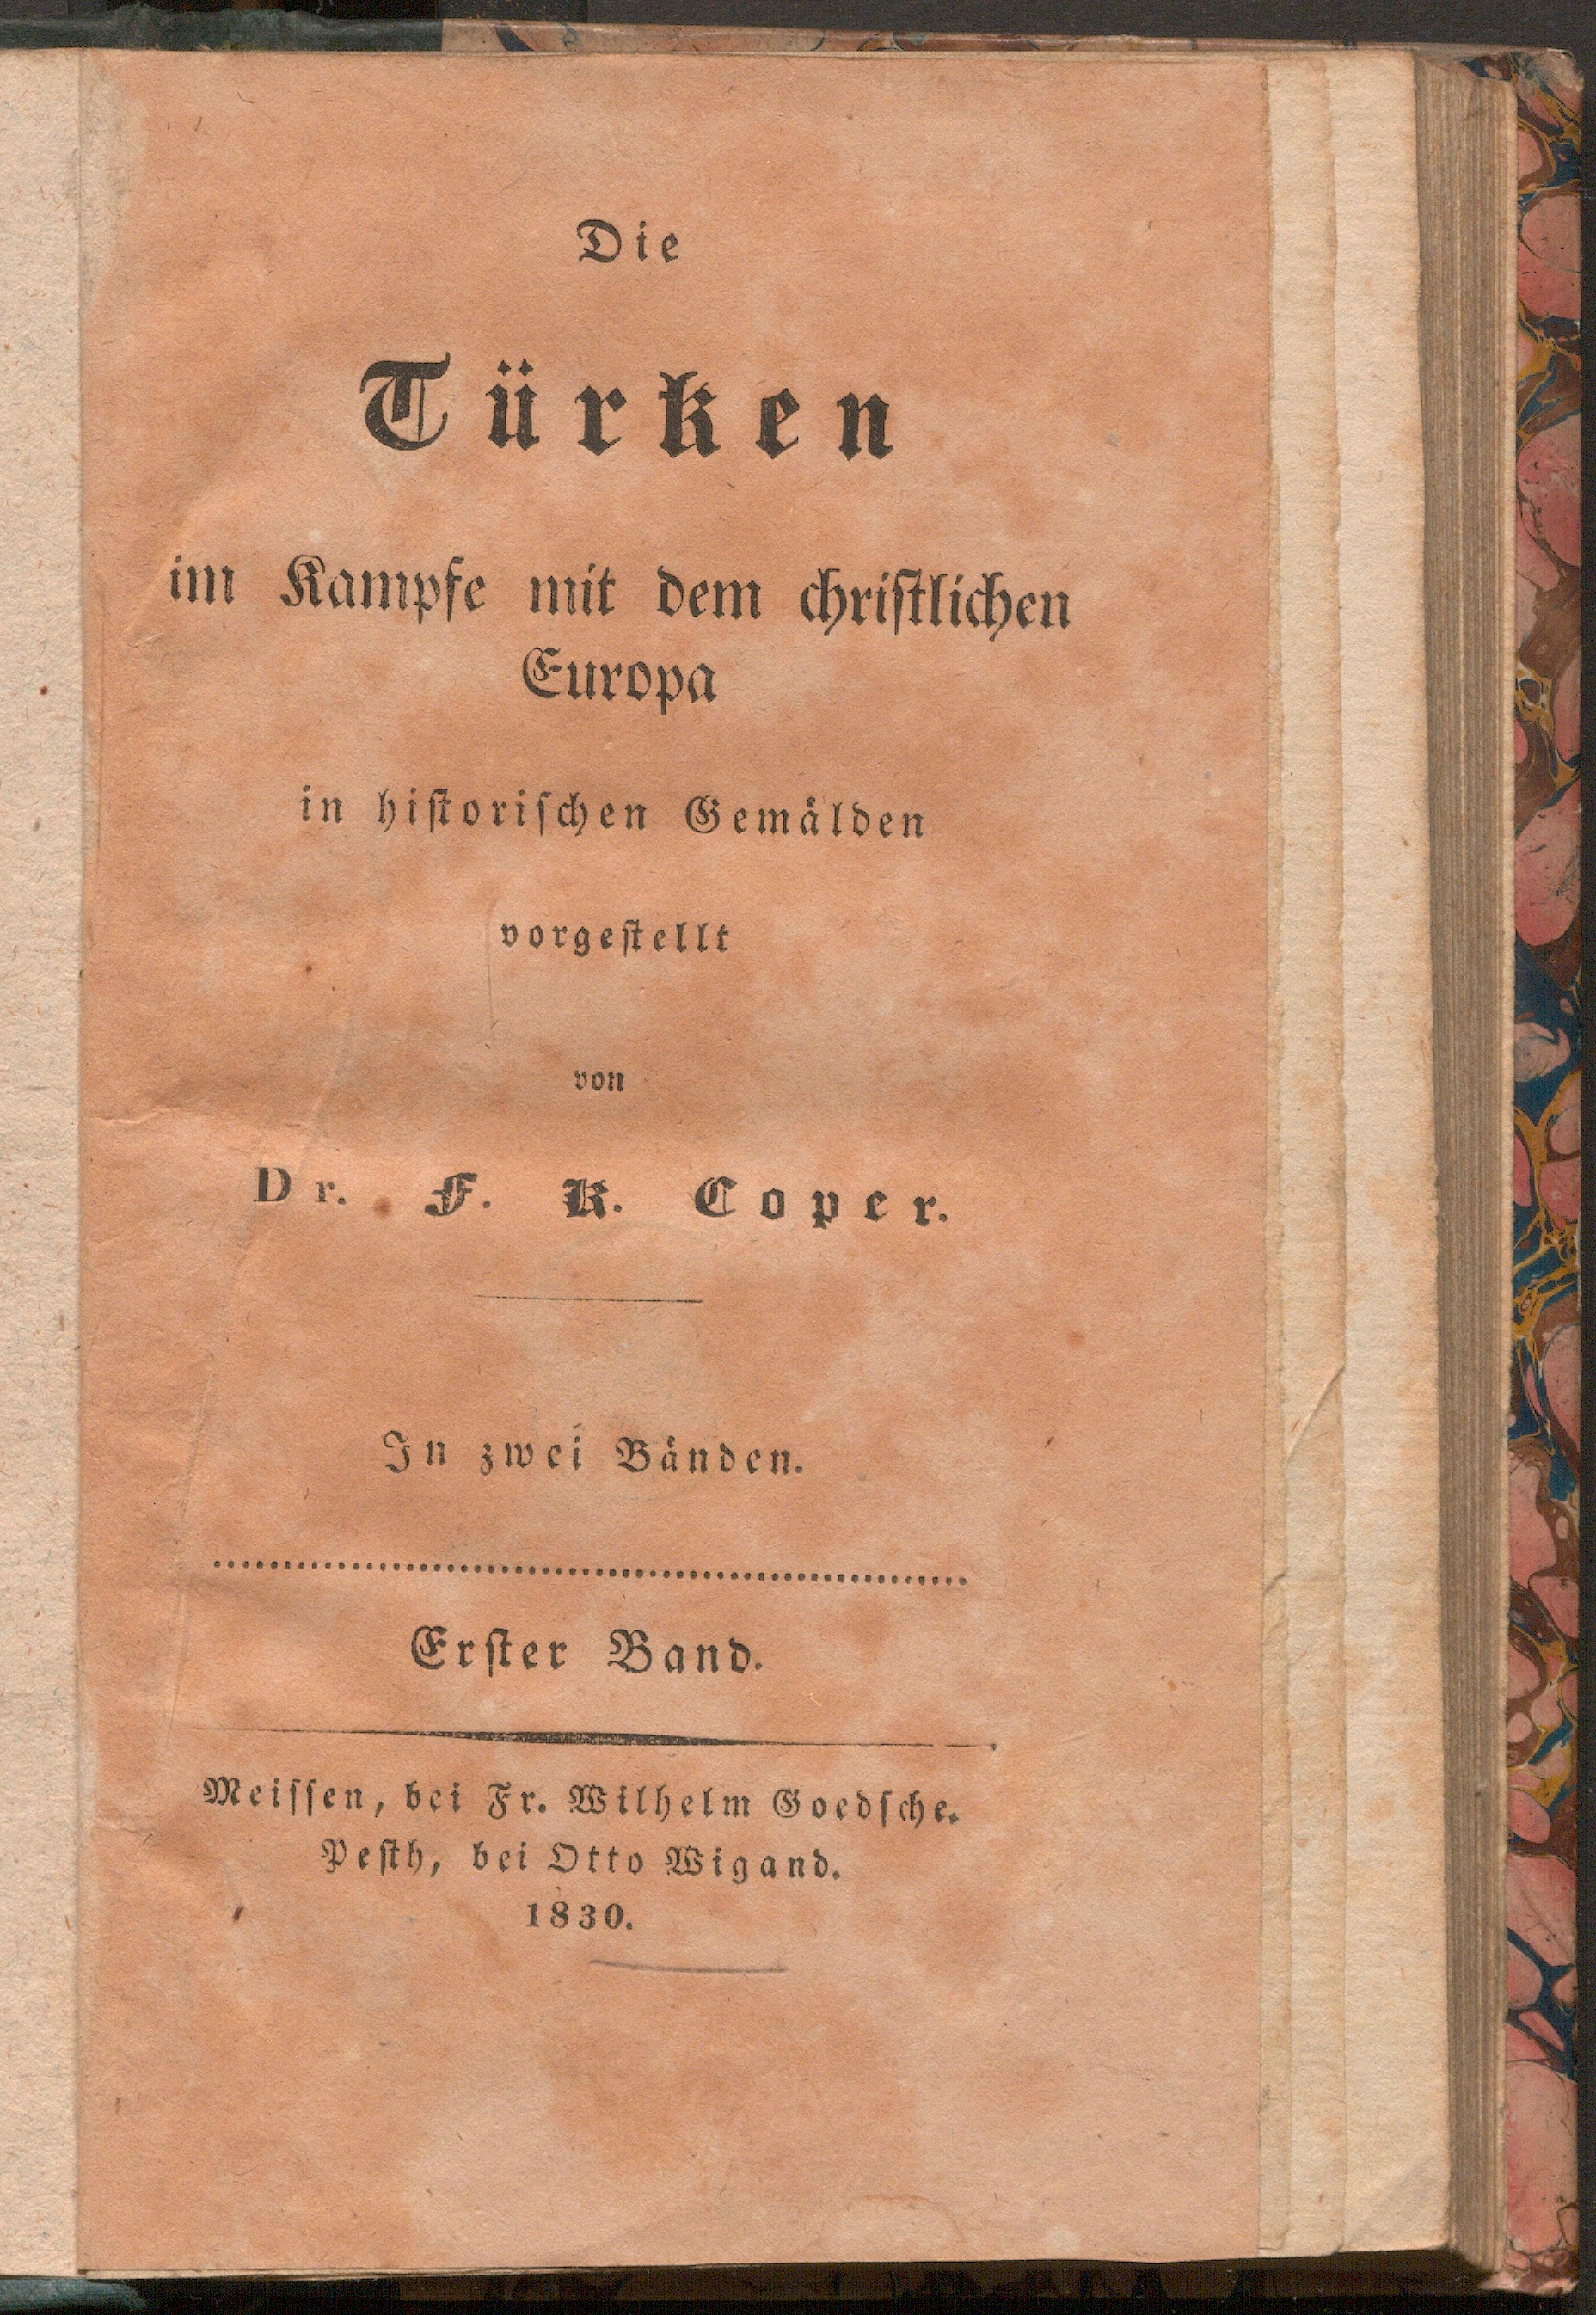 Die
Türken
im Kampfe mit dem chriſtlichen
Europa
in hiſtoriſchen Gemälden
vorgeſtellt
von
Dr. F. K. Coper.
In zwei Bänden.
Erſter Band.
Meiſſen, bei Fr. Wilhelm Goedſche.
Peſth, bei Otto Wigand.
1830.